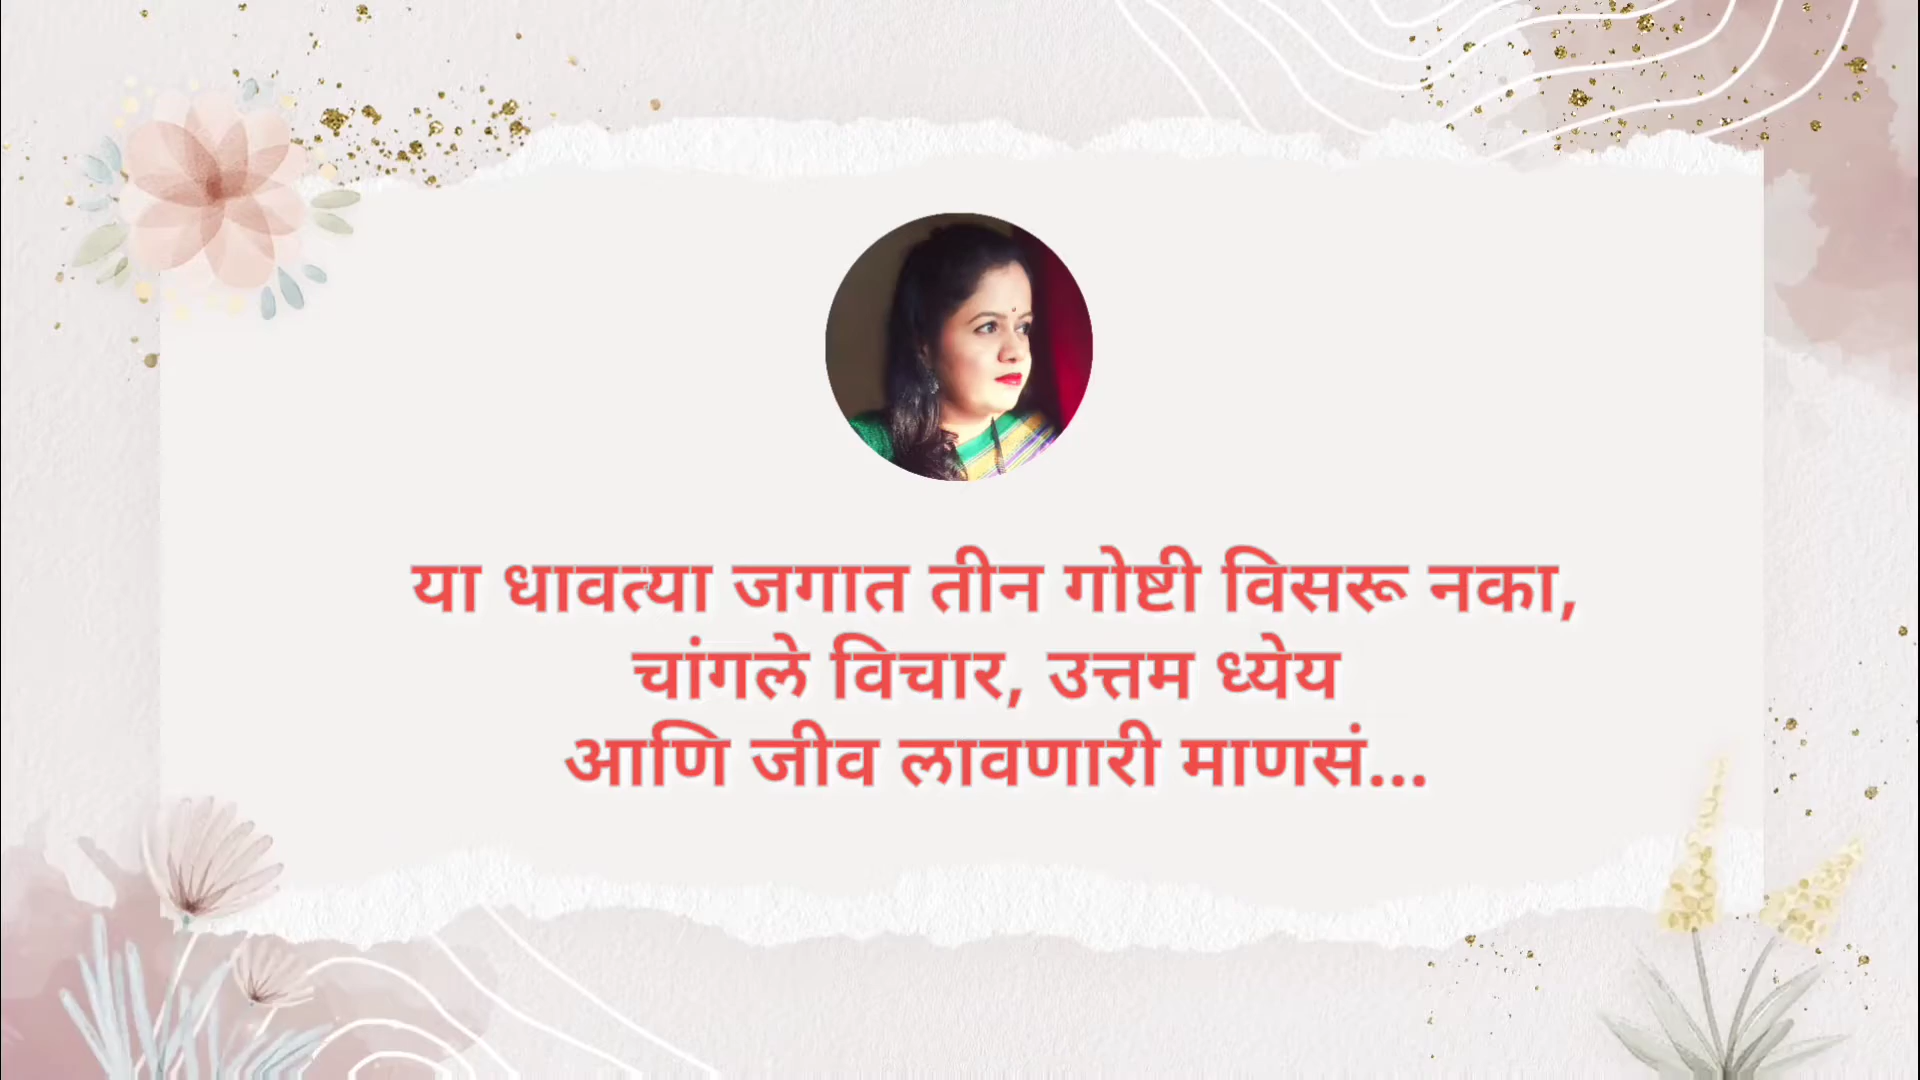 या धावत्या जगात तीन गोष्टी विसरू नका,
चांगले विचार, उत्तम ध्येय
आणि जीव लावणारी माणसं...